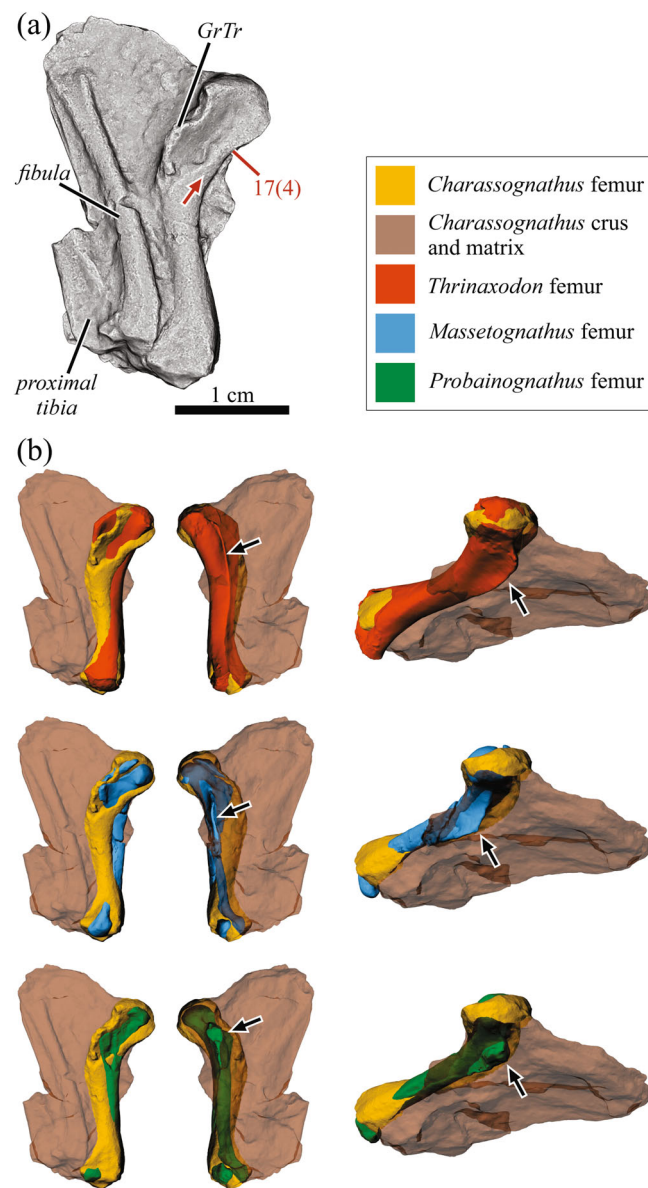 (a)
GrTr
fibula
17(4)
proximal
tibia
1 cm
Charassognathus femur
Charassognathus crus
and matrix
Thrinaxodon femur
Massetognathus femur
Probainognathus femur
(b)